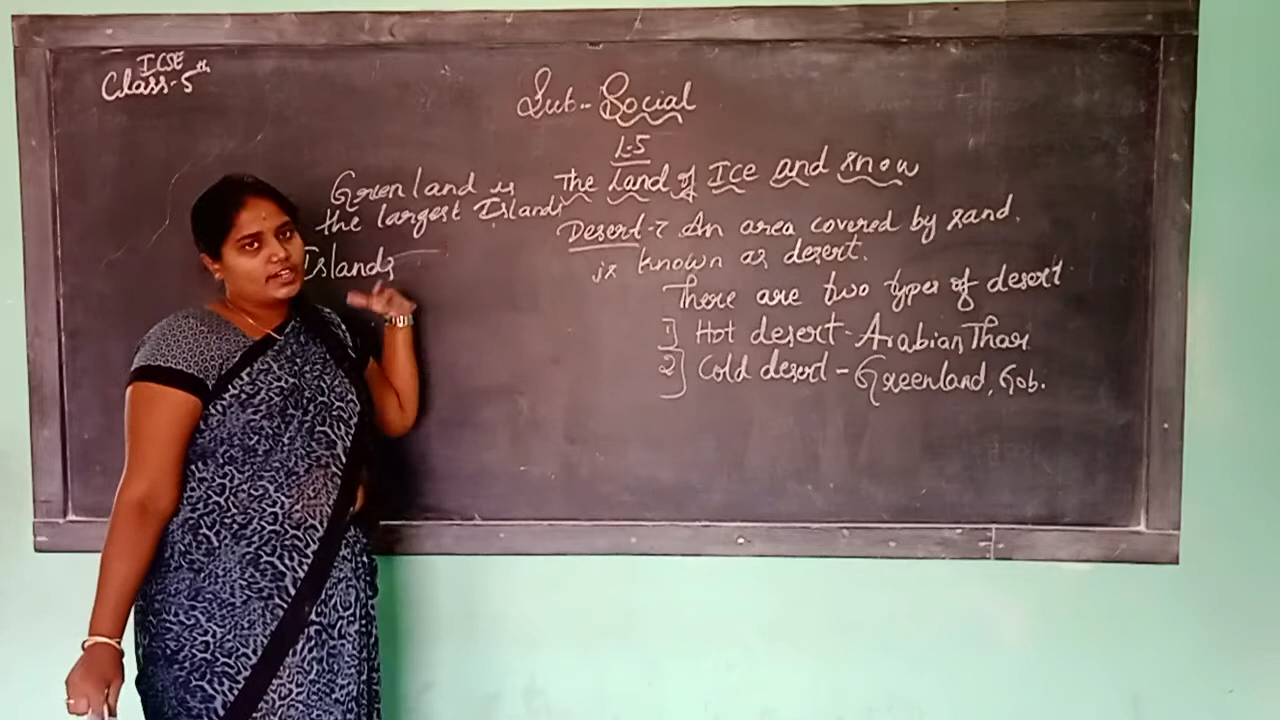 ICSE
Class-5th
Sub-Social
L-5
The Land of Ice and Snow
Greenland is
the largest Islands
Islands
Desert-> An area covered by sand.
is known as desert.
There are two types of desert
1] Hot desert-Arabian, Thar
2] Cold desert-Greenland, Gob.